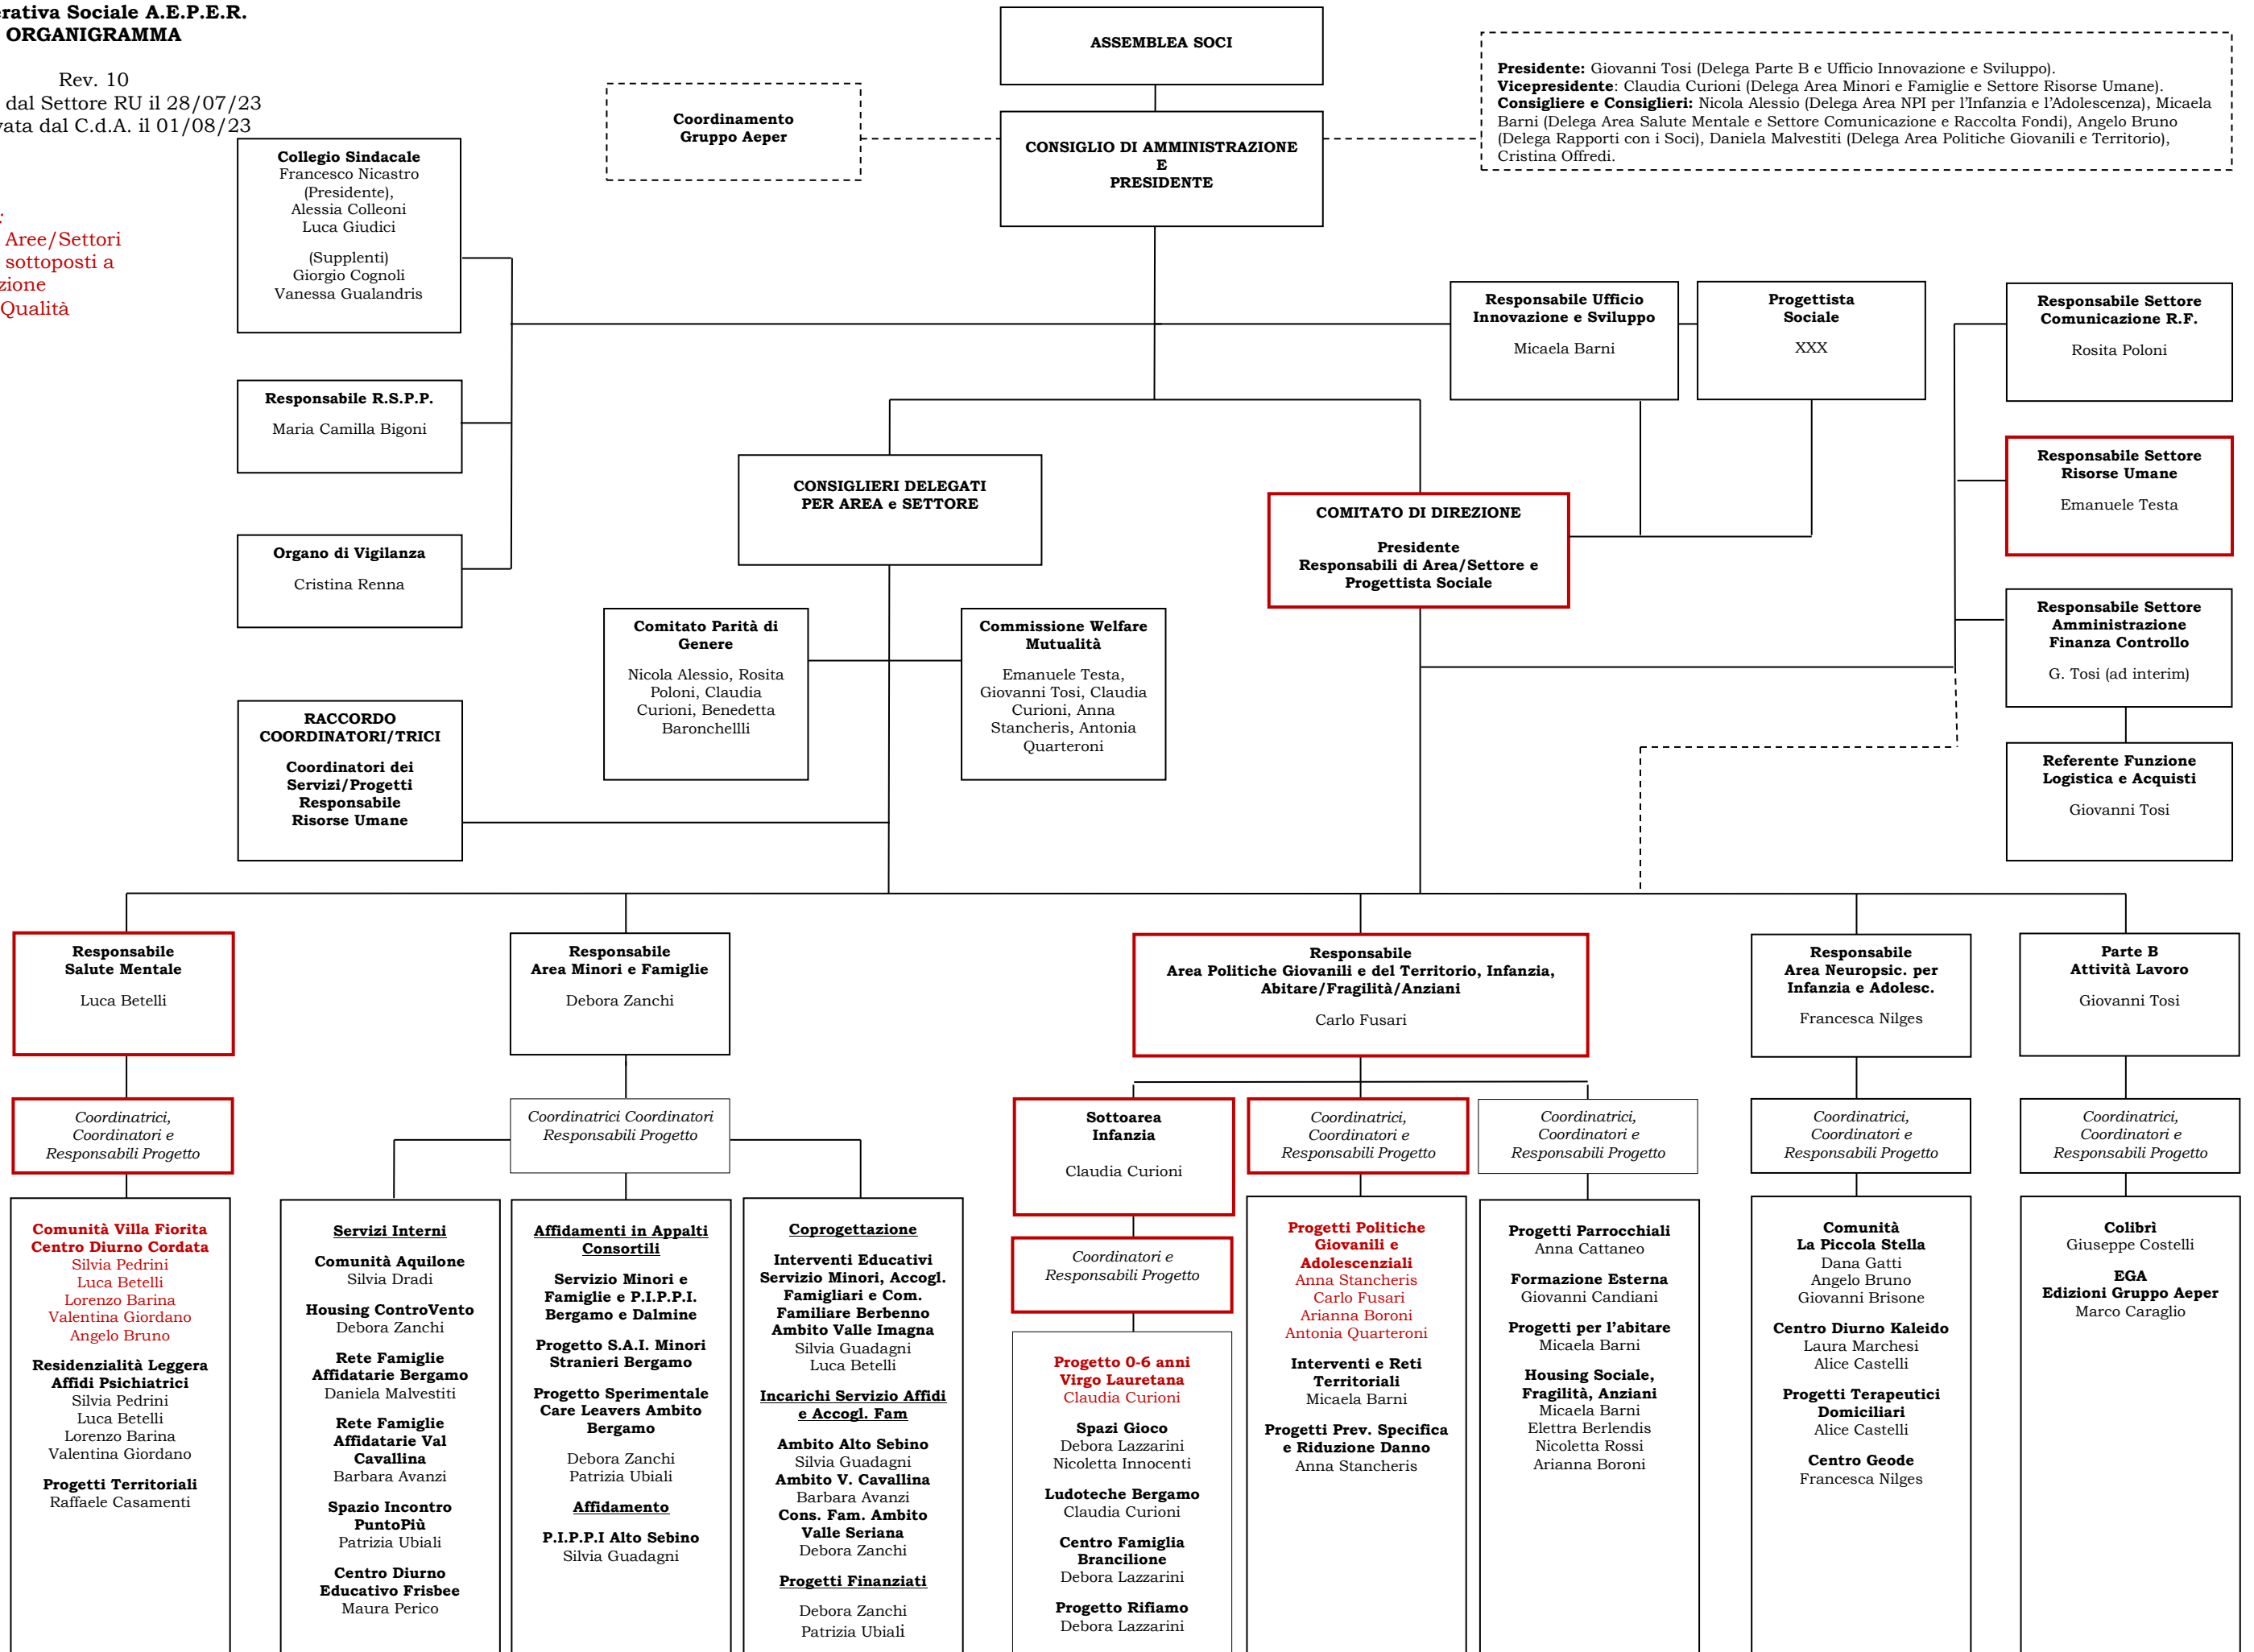 erativa Sociale A.E.P.E.R.
ORGANIGRAMMA
Rev. 10
dal Settore RU il 28/07/23
vata dal C.d.A. il 01/08/23
:
Aree/Settori
sottoposti a
zione
Qualità
ASSEMBLEA SOCI
Coordinamento
Gruppo Aeper
CONSIGLIO DI AMMINISTRAZIONE
E
PRESIDENTE
Presidente: Giovanni Tosi (Delega Parte B e Ufficio Innovazione e Sviluppo).
Vicepresidente: Claudia Curioni (Delega Area Minori e Famiglie e Settore Risorse Umane).
Consigliere e Consiglieri: Nicola Alessio (Delega Area NPI per l'Infanzia e l'Adolescenza), Micaela
Barni (Delega Area Salute Mentale e Settore Comunicazione e Raccolta Fondi), Angelo Bruno
(Delega Rapporti con i Soci), Daniela Malvestiti (Delega Area Politiche Giovanili e Territorio),
Cristina Offredi.
Collegio Sindacale
Francesco Nicastro
(Presidente),
Alessia Colleoni
Luca Giudici
(Supplenti)
Giorgio Cognoli
Vanessa Gualandris
Responsabile R.S.P.P.
Maria Camilla Bigoni
Organo di Vigilanza
Cristina Renna
Responsabile Ufficio
Innovazione e Sviluppo
Micaela Barni
Progettista
Sociale
XXX
Responsabile Settore
Comunicazione R.F.
Rosita Poloni
Responsabile Settore
Risorse Umane
Emanuele Testa
Responsabile Settore
Amministrazione
Finanza Controllo
G. Tosi (ad interim)
Referente Funzione
Logistica e Acquisti
Giovanni Tosi
CONSIGLIERI DELEGATI
PER AREA e SETTORE
COMITATO DI DIREZIONE
Presidente
Responsabili di Area/Settore e
Progettista Sociale
Comitato Parità di
Genere
Nicola Alessio, Rosita
Poloni, Claudia
Curioni, Benedetta
Baronchellli
Commissione Welfare
Mutualità
Emanuele Testa,
Giovanni Tosi, Claudia
Curioni, Anna
Stancheris, Antonia
Quarteroni
RACCORDO
COORDINATORI/TRICI
Coordinatori dei
Servizi/Progetti
Responsabile
Risorse Umane
Responsabile
Salute Mentale
Luca Betelli
Coordinatrici,
Coordinatori e
Responsabili Progetto
Comunità Villa Fiorita
Centro Diurno Cordata
Silvia Pedrini
Luca Betelli
Lorenzo Barina
Valentina Giordano
Angelo Bruno
Residenzialità Leggera
Affidi Psichiatrici
Silvia Pedrini
Luca Betelli
Lorenzo Barina
Valentina Giordano
Progetti Territoriali
Raffaele Casamenti
Responsabile
Area Minori e Famiglie
Debora Zanchi
Coordinatrici Coordinatori
Responsabili Progetto
Servizi Interni
Comunità Aquilone
Silvia Dradi
Housing ControVento
Debora Zanchi
Rete Famiglie
Affidatarie Bergamo
Daniela Malvestiti
Rete Famiglie
Affidatarie Val
Cavallina
Barbara Avanzi
Spazio Incontro
PuntoPiù
Patrizia Ubiali
Centro Diurno
Educativo Frisbee
Maura Perico
Affidamenti in Appalti
Consortili
Servizio Minori e
Famiglie e P.I.P.P.I.
Bergamo e Dalmine
Progetto S.A.I. Minori
Stranieri Bergamo
Progetto Sperimentale
Care Leavers Ambito
Bergamo
Debora Zanchi
Patrizia Ubiali
Affidamento
P.I.P.P.I Alto Sebino
Silvia Guadagni
Coprogettazione
Interventi Educativi
Servizio Minori, Accogl.
Famigliari e Com.
Familiare Berbenno
Ambito Valle Imagna
Silvia Guadagni
Luca Betelli
Incarichi Servizio Affidi
e Accogl. Fam
Ambito Alto Sebino
Silvia Guadagni
Ambito V. Cavallina
Barbara Avanzi
Cons. Fam. Ambito
Valle Seriana
Debora Zanchi
Progetti Finanziati
Debora Zanchi
Patrizia Ubiali
Responsabile
Area Politiche Giovanili e del Territorio, Infanzia,
Abitare/Fragilità/Anziani
Carlo Fusari
Sottoarea
Infanzia
Claudia Curioni
Coordinatori e
Responsabili Progetto
Progetto 0-6 anni
Virgo Lauretana
Claudia Curioni
Spazi Gioco
Debora Lazzarini
Nicoletta Innocenti
Ludoteche Bergamo
Claudia Curioni
Centro Famiglia
Brancilione
Debora Lazzarini
Progetto Rifiamo
Debora Lazzarini
Coordinatrici,
Coordinatori e
Responsabili Progetto
Progetti Politiche
Giovanili e
Adolescenziali
Anna Stancheris
Carlo Fusari
Arianna Boroni
Antonia Quarteroni
Interventi e Reti
Territoriali
Micaela Barni
Progetti Prev. Specifica
e Riduzione Danno
Anna Stancheris
Coordinatrici,
Coordinatori e
Responsabili Progetto
Progetti Parrocchiali
Anna Cattaneo
Formazione Esterna
Giovanni Candiani
Progetti per l'abitare
Micaela Barni
Housing Sociale,
Fragilità, Anziani
Micaela Barni
Elettra Berlendis
Nicoletta Rossi
Arianna Boroni
Responsabile
Area Neuropsic. per
Infanzia e Adolesc.
Francesca Nilges
Coordinatrici,
Coordinatori e
Responsabili Progetto
Comunità
La Piccola Stella
Dana Gatti
Angelo Bruno
Giovanni Brisone
Centro Diurno Kaleido
Laura Marchesi
Alice Castelli
Progetti Terapeutici
Domiciliari
Alice Castelli
Centro Geode
Francesca Nilges
Parte B
Attività Lavoro
Giovanni Tosi
Coordinatrici,
Coordinatori e
Responsabili Progetto
Colibrì
Giuseppe Costelli
EGA
Edizioni Gruppo Aeper
Marco Caraglio